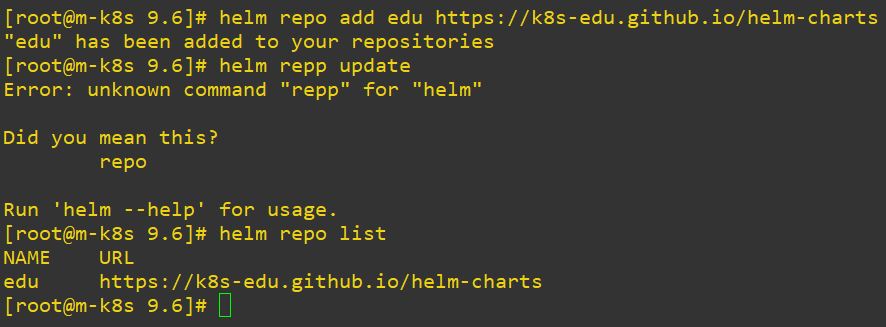 [root@m-k8s 9.6]# helm repo add edu https://k8s-edu.github.io/helm-charts
"edu" has been added to your repositories
[root@m-k8s 9.6]# helm repp update
Error: unknown command "repp" for "helm"
Did you mean this?
        repo
Run 'helm --help' for usage.
[root@m-k8s 9.6]# helm repo list
NAME    URL
edu     https://k8s-edu.github.io/helm-charts
[root@m-k8s 9.6]#